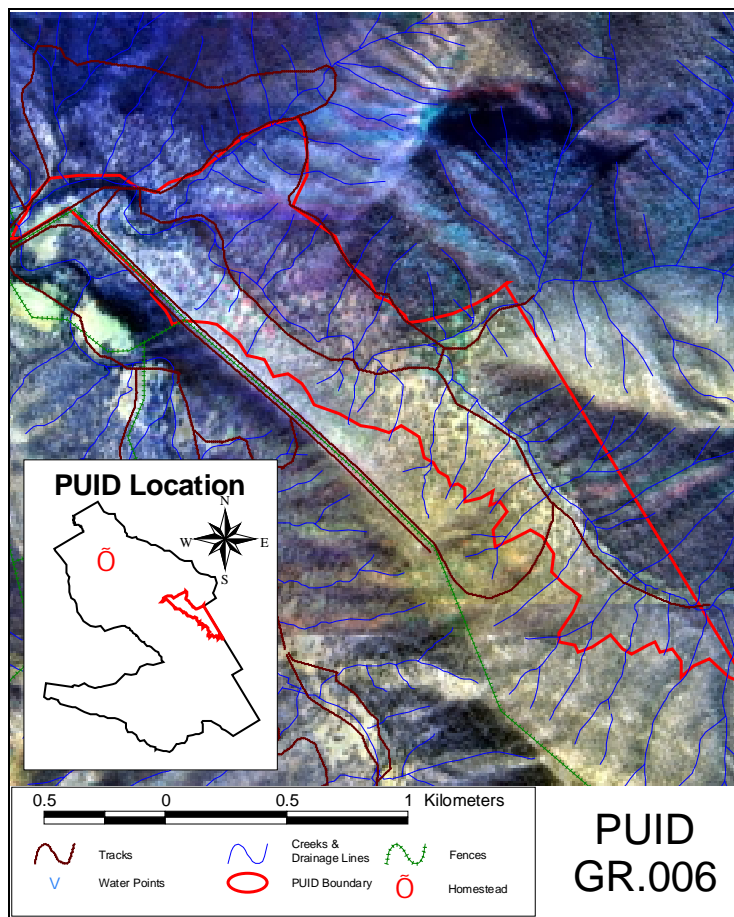 PUID Location
N
W E
S
Õ
0.5 0 0.5 1 Kilometers
Tracks
Creeks &
Drainage Lines
Fences
V Water Points
PUID Boundary
Õ Homestead
PUID
GR.006